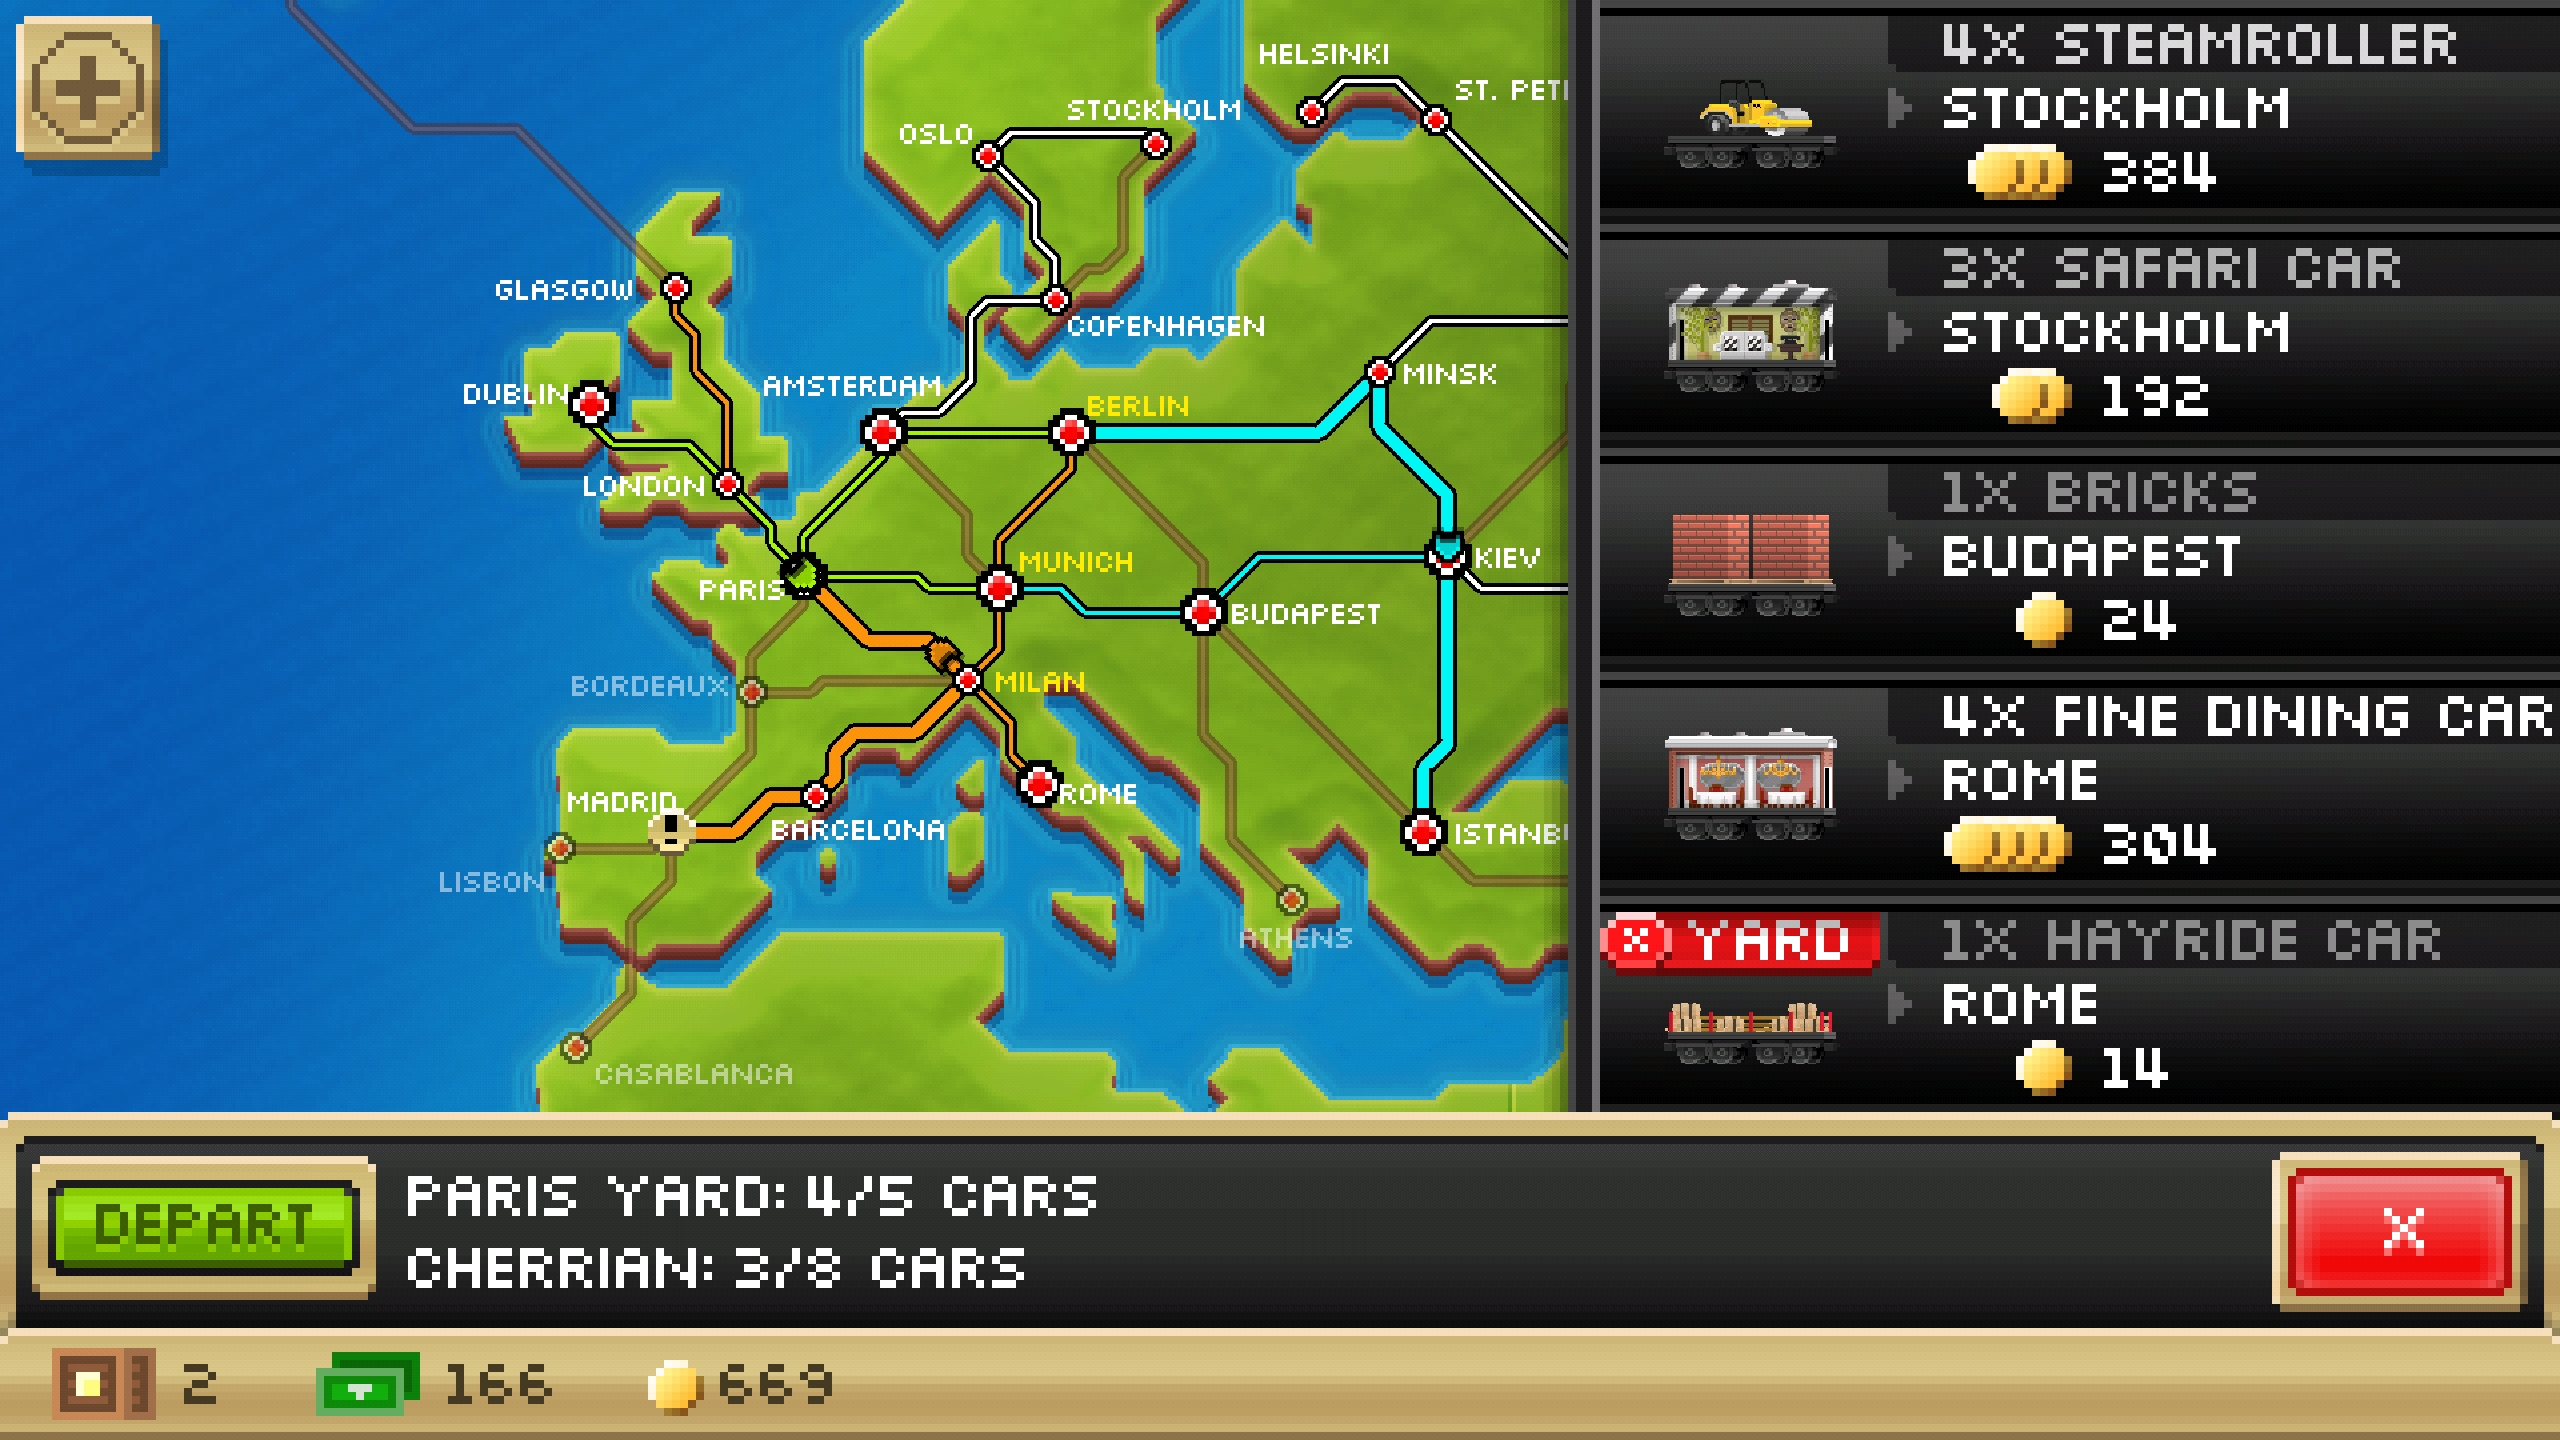 HELSINKI
ST. PET
STOCKHOLM
OSLO
GLASGOW
COPENHAGEN
DUBLIN
AMSTERDAM
BERLIN
MINSK
LONDON
MUNICH
KIEV
PARIS
BUDAPEST
BORDEAUX
MILAN
MADRID
ROME
BARCELONA
ISTANB
LISBON
ATHENS
CASABLANCA
4X STEAMROLLER
STOCKHOLM
384
3X SAFARI CAR
STOCKHOLM
192
1X BRICKS
BUDAPEST
24
4X FINE DINING CAR
ROME
304
X YARD
1X HAYRIDE CAR
ROME
14
DEPART
PARIS YARD: 4/5 CARS
CHERRIAN: 3/8 CARS
X
2
166
669